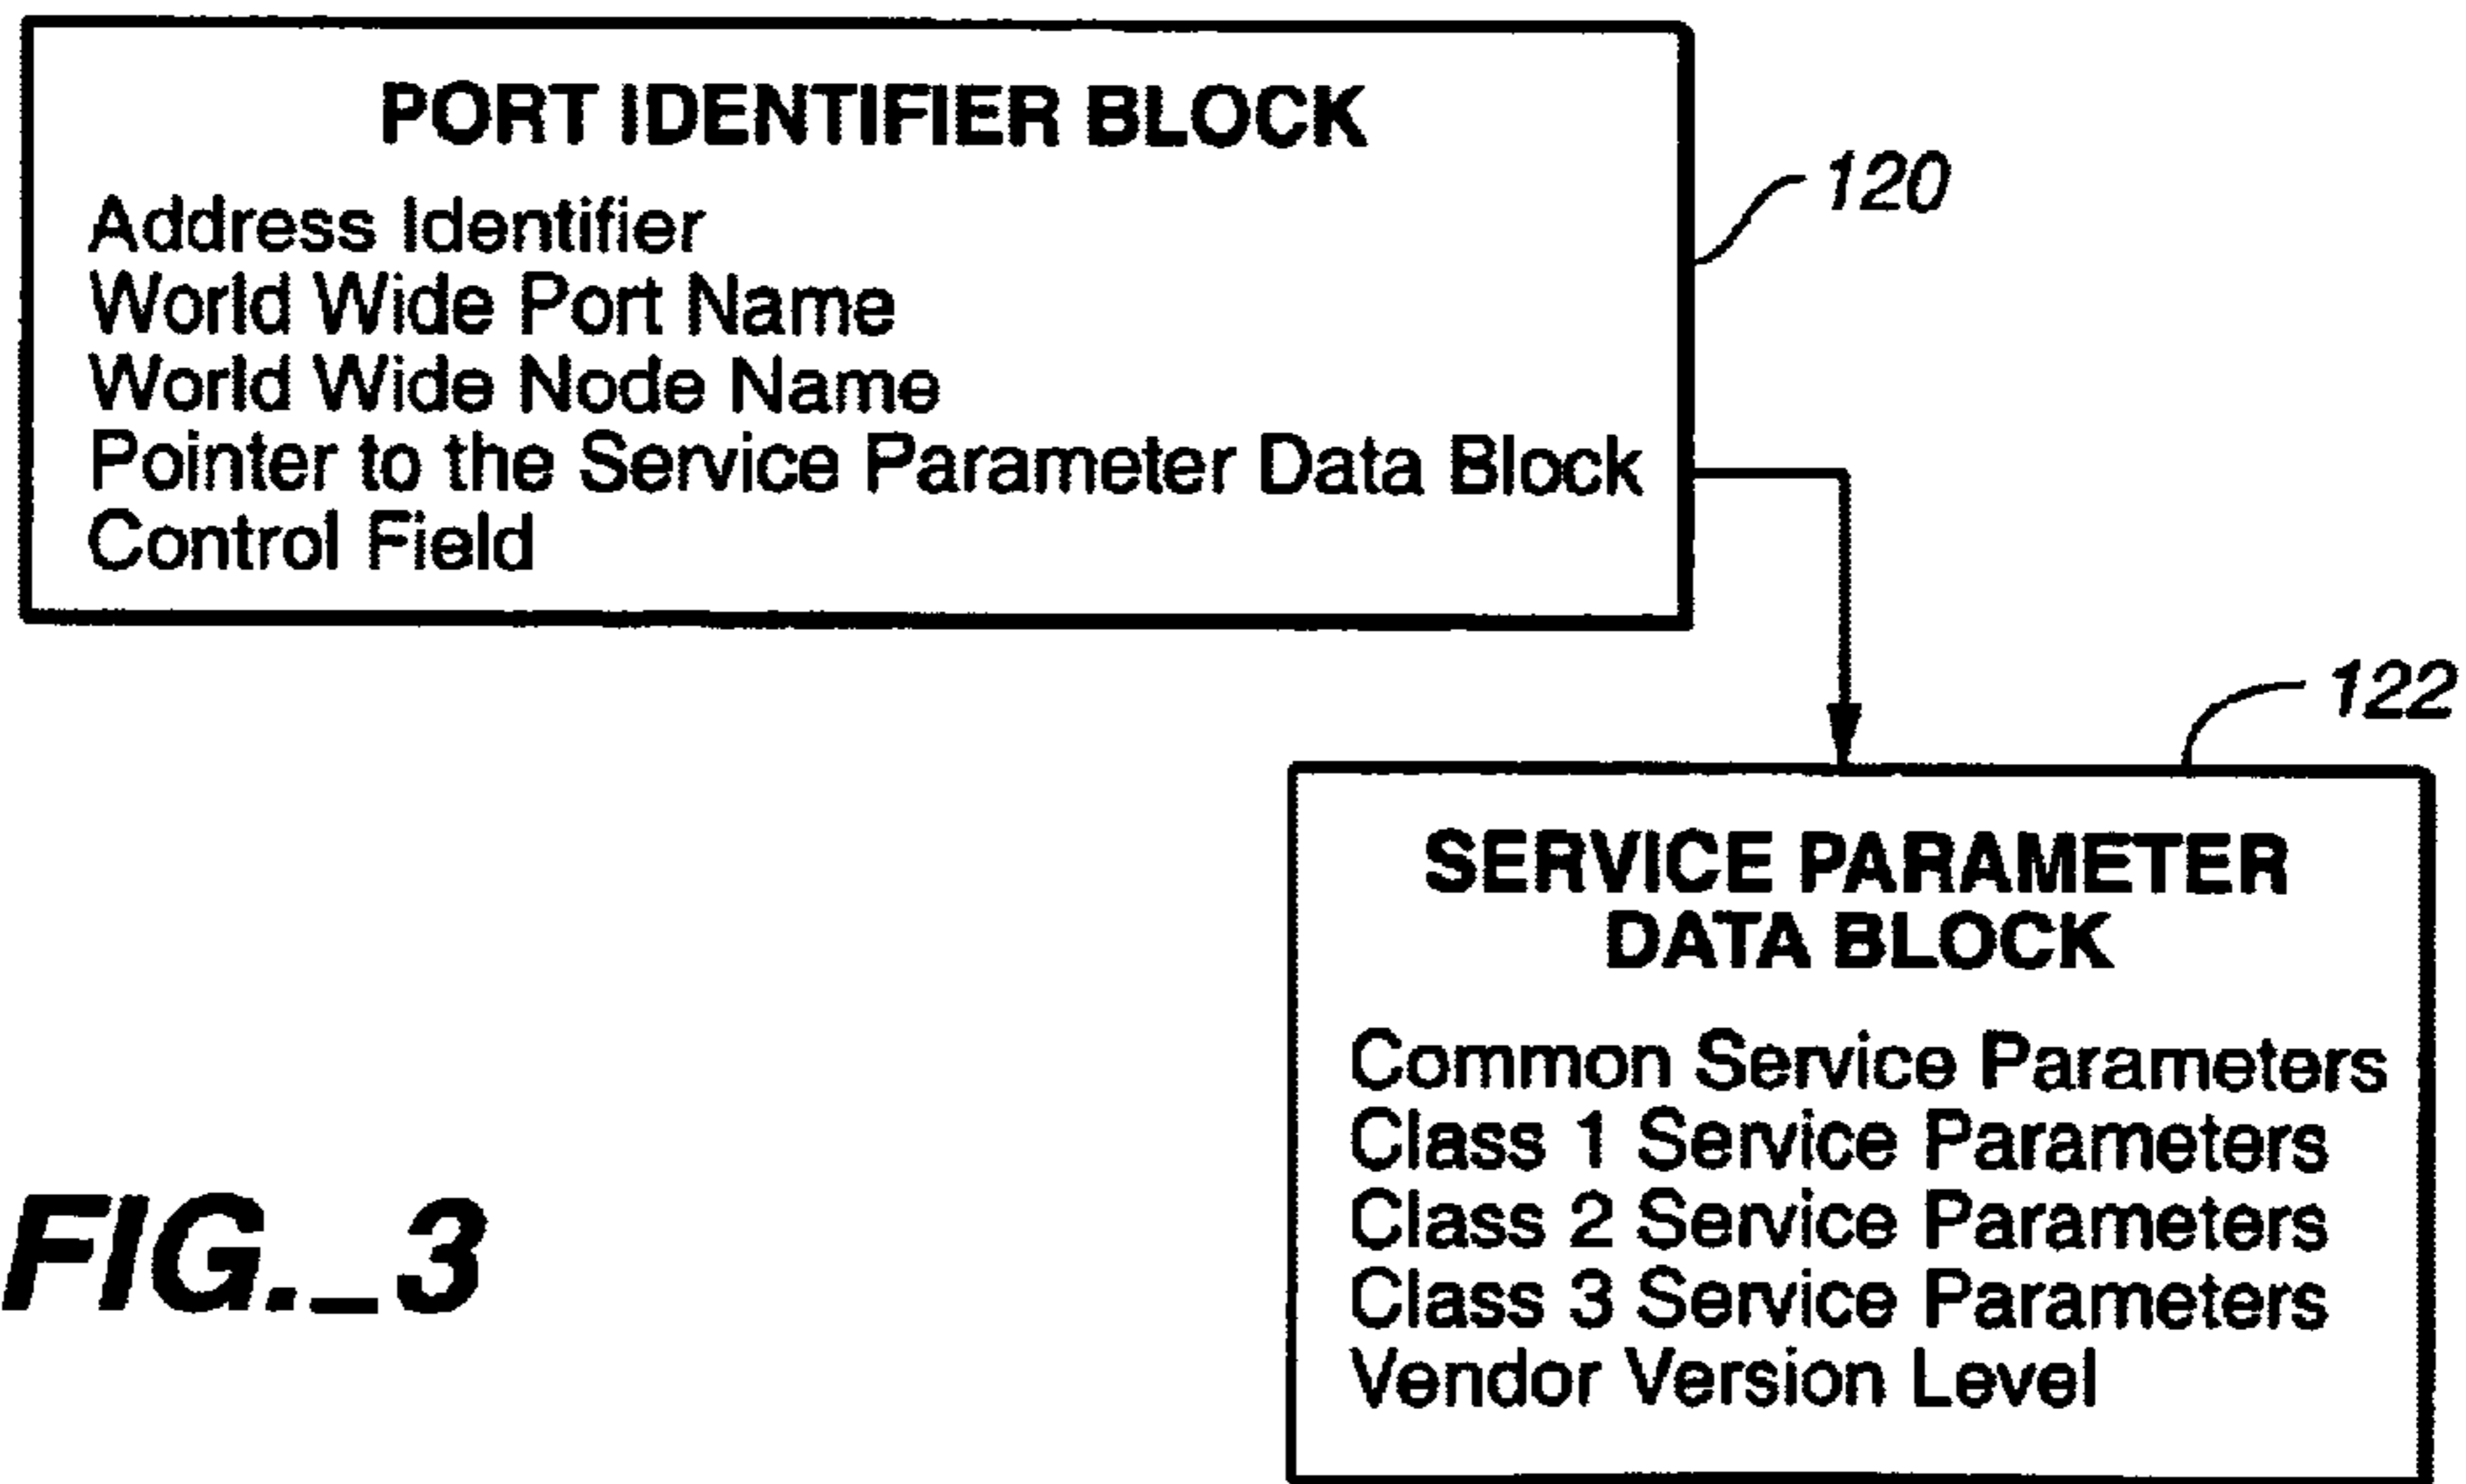 PORT IDENTIFIER BLOCK
Address Identifier
World Wide Port Name
World Wide Node Name
Pointer to the Service Parameter Data Block
Control Field
120
122
SERVICE PARAMETER
DATA BLOCK
Common Service Parameters
Class 1 Service Parameters
Class 2 Service Parameters
Class 3 Service Parameters
Vendor Version Level
FIG._3